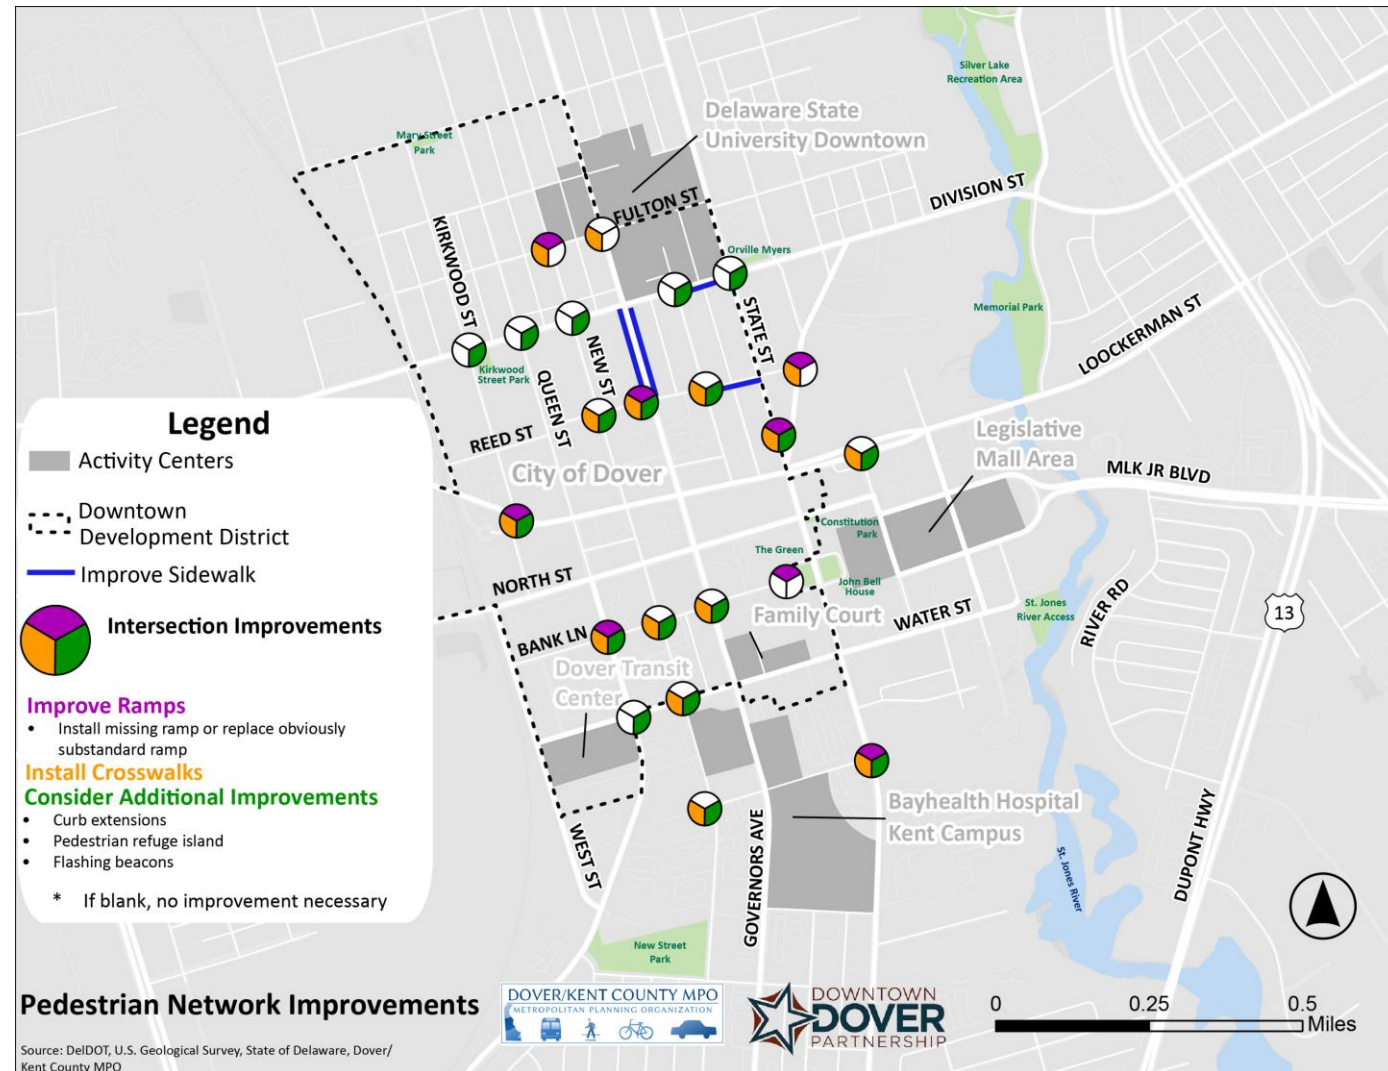 Silver Lake
Recreation Area
Delaware State
University Downtown
Mary Street
Park
DIVISION ST
FULTON ST
KIRKWOOD ST
Orville Myers
STATE ST
Memorial Park
LOOCKERMAN ST
NEW ST
Kirkwood
Street Park
QUEEN ST
REED ST
City of Dover
Legislative
Mall Area
MLK JR BLVD
Constitution
Park
The Green
NORTH ST
John Bell
House
Family Court
WATER ST
St. Jones
River Access
RIVER RD
13
BANK LN
Dover Transit
Center
Bayhealth Hospital
Kent Campus
WEST ST
GOVERNORS AVE
St. Jones River
DUPONT HWY
New Street
Park
Legend
Activity Centers
Downtown
Development District
Improve Sidewalk
Intersection Improvements
Improve Ramps
• Install missing ramp or replace obviously
substandard ramp
Install Crosswalks
Consider Additional Improvements
• Curb extensions
• Pedestrian refuge island
• Flashing beacons
* If blank, no improvement necessary
Pedestrian Network Improvements
DOVER/KENT COUNTY MPO
METROPOLITAN PLANNING ORGANIZATION
DOWNTOWN
DOVER
PARTNERSHIP
0 0.25 0.5
Miles
Source: DelDOT, U.S. Geological Survey, State of Delaware, Dover/
Kent County MPO